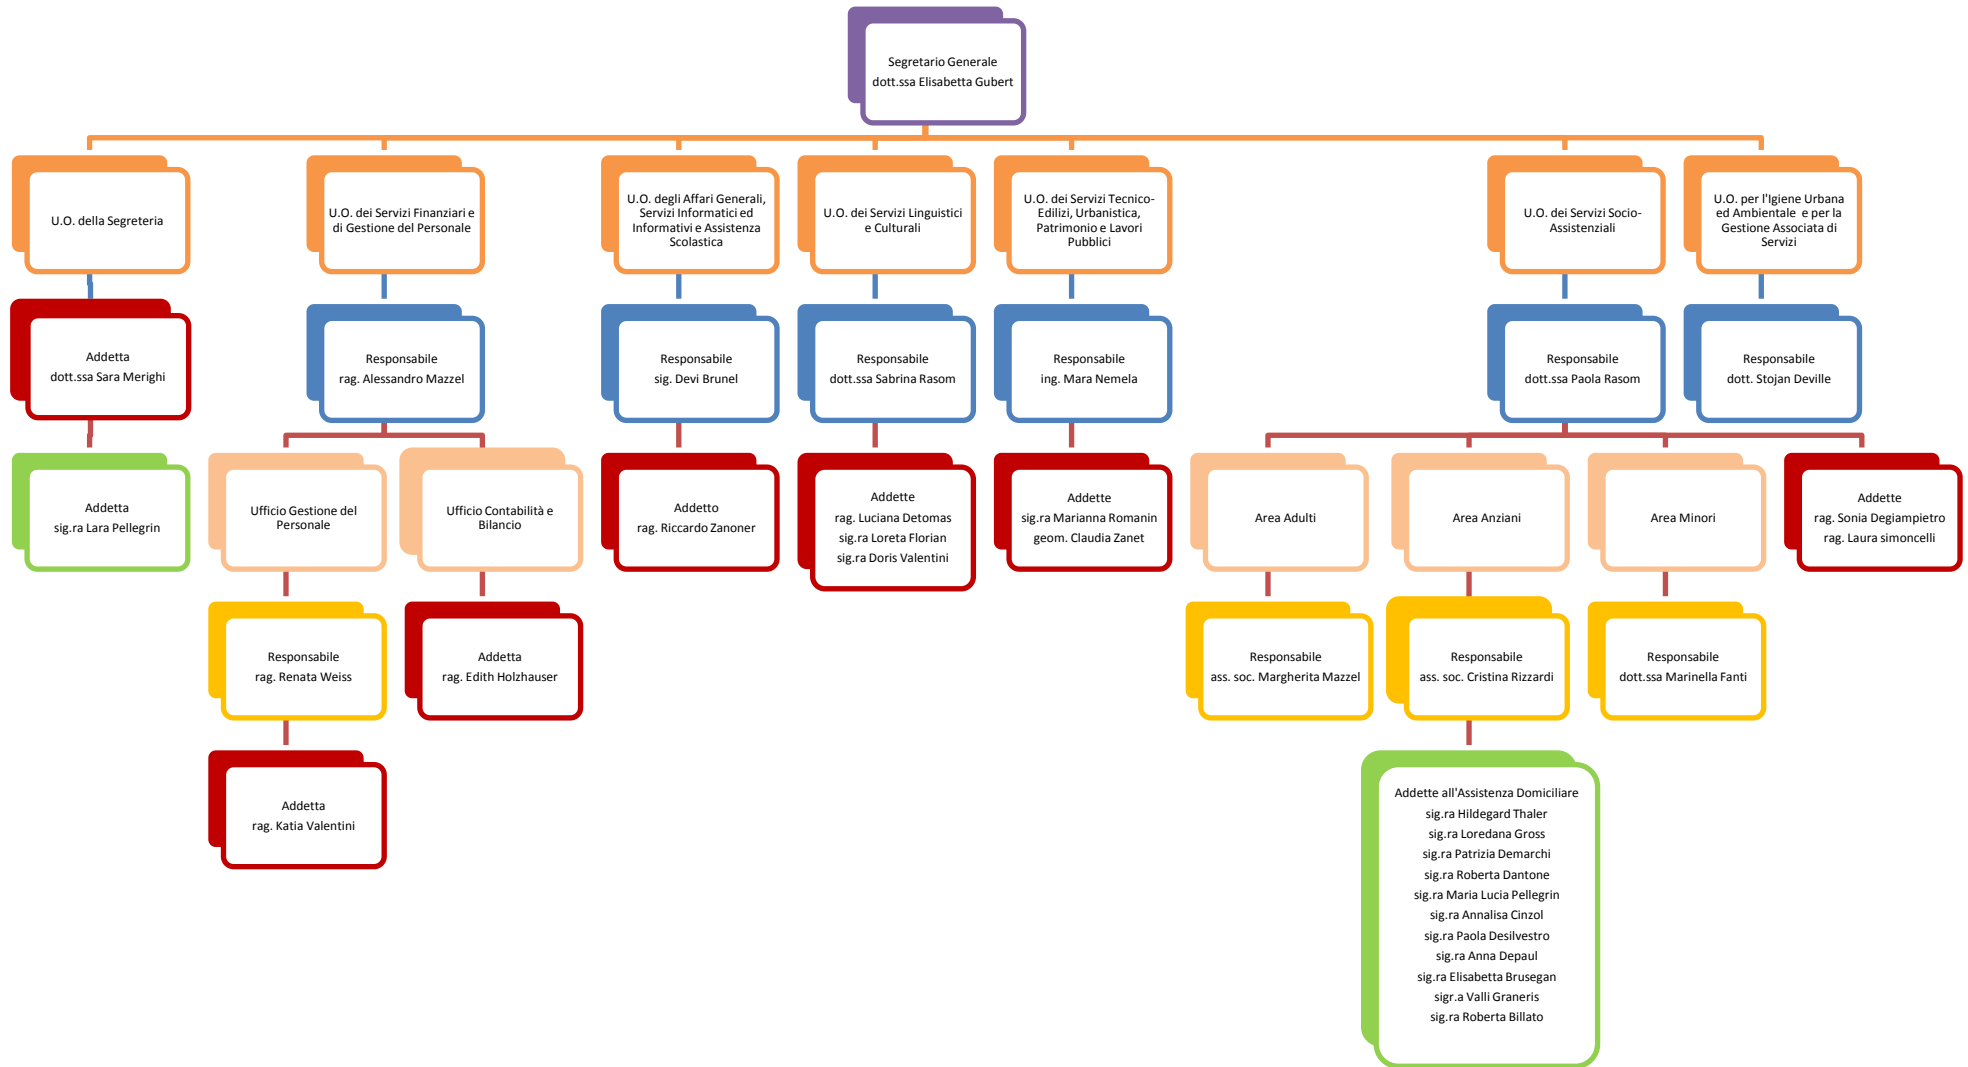 Segretario Generale
dott.ssa Elisabetta Gubert
U.O. della Segreteria
U.O. dei Servizi Finanziari e
di Gestione del Personale
U.O. degli Affari Generali,
Servizi Informatici ed
Informativi e Assistenza
Scolastica
U.O. dei Servizi Linguistici
e Culturali
U.O. dei Servizi Tecnico-
Edilizi, Urbanistica,
Patrimonio e Lavori
Pubblici
U.O. dei Servizi Socio-
Assistenziali
U.O. per l'Igiene Urbana
ed Ambientale e per la
Gestione Associata di
Servizi
Addetta
dott.ssa Sara Merighi
Responsabile
rag. Alessandro Mazzel
Responsabile
sig. Devi Brunel
Responsabile
dott.ssa Sabrina Rasom
Responsabile
ing. Mara Nemela
Responsabile
dott.ssa Paola Rasom
Responsabile
dott. Stojan Deville
Addetta
sig.ra Lara Pellegrin
Ufficio Gestione del
Personale
Ufficio Contabilità e
Bilancio
Addetto
rag. Riccardo Zanoner
Addette
rag. Luciana Detomas
sig.ra Loreta Florian
sig.ra Doris Valentini
Addette
sig.ra Marianna Romanin
geom. Claudia Zanet
Area Adulti
Area Anziani
Area Minori
Addette
rag. Sonia Degiampietro
rag. Laura simoncelli
Responsabile
rag. Renata Weiss
Addetta
rag. Edith Holzhauser
Responsabile
ass. soc. Margherita Mazzel
Responsabile
ass. soc. Cristina Rizzardi
Responsabile
dott.ssa Marinella Fanti
Addetta
rag. Katia Valentini
Addette all'Assistenza Domiciliare
sig.ra Hildegard Thaler
sig.ra Loredana Gross
sig.ra Patrizia Demarchi
sig.ra Roberta Dantone
sig.ra Maria Lucia Pellegrin
sig.ra Annalisa Cinzol
sig.ra Paola Desilvestro
sig.ra Anna Depaul
sig.ra Elisabetta Brusegan
sigr.a Valli Graneris
sig.ra Roberta Billato